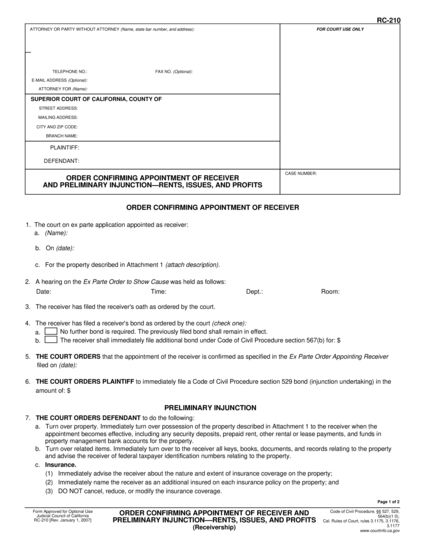 RC-210
ATTORNEY OR PARTY WITHOUT ATTORNEY (Name, state bar number, and address):
FOR COURT USE ONLY
TELEPHONE NO.: FAX NO. (Optional):
E-MAIL ADDRESS (Optional):
ATTORNEY FOR (Name):
SUPERIOR COURT OF CALIFORNIA, COUNTY OF
STREET ADDRESS:
MAILING ADDRESS:
CITY AND ZIP CODE:
BRANCH NAME:
PLAINTIFF:
DEFENDANT:
ORDER CONFIRMING APPOINTMENT OF RECEIVER
AND PRELIMINARY INJUNCTION—RENTS, ISSUES, AND PROFITS
CASE NUMBER:
ORDER CONFIRMING APPOINTMENT OF RECEIVER
1. The court on ex parte application appointed as receiver:
a. (Name):
b. On (date):
c. For the property described in Attachment 1 (attach description).
2. A hearing on the Ex Parte Order to Show Cause was held as follows:
Date: Time: Dept.: Room:
3. The receiver has filed the receiver's oath as ordered by the court.
4. The receiver has filed a receiver's bond as ordered by the court (check one):
a. No further bond is required. The previously filed bond shall remain in effect.
b. The receiver shall immediately file additional bond under Code of Civil Procedure section 567(b) for: $
5. THE COURT ORDERS that the appointment of the receiver is confirmed as specified in the Ex Parte Order Appointing Receiver
filed on (date):
6. THE COURT ORDERS PLAINTIFF to immediately file a Code of Civil Procedure section 529 bond (injunction undertaking) in the
amount of: $
PRELIMINARY INJUNCTION
7. THE COURT ORDERS DEFENDANT to do the following:
a. Turn over property. Immediately turn over possession of the property described in Attachment 1 to the receiver when the
appointment becomes effective, including any security deposits, prepaid rent, other rental or lease payments, and funds in
property management bank accounts for the property.
b. Turn over related items. Immediately turn over to the receiver all keys, books, documents, and records relating to the property
and advise the receiver of federal taxpayer identification numbers relating to the property.
c. Insurance.
(1) Immediately advise the receiver about the nature and extent of insurance coverage on the property;
(2) Immediately name the receiver as an additional insured on each insurance policy on the property; and
(3) DO NOT cancel, reduce, or modify the insurance coverage.
Page 1 of 2
Form Approved for Optional Use
Judicial Council of California
RC-210 [Rev. January 1, 2007]
ORDER CONFIRMING APPOINTMENT OF RECEIVER AND
PRELIMINARY INJUNCTION—RENTS, ISSUES, AND PROFITS
(Receivership)
Code of Civil Procedure, §§ 527, 529,
564(b)(1.0);
Cal. Rules of Court, rules 3.1175, 3.1176,
3.1177
www.courtinfo.ca.gov